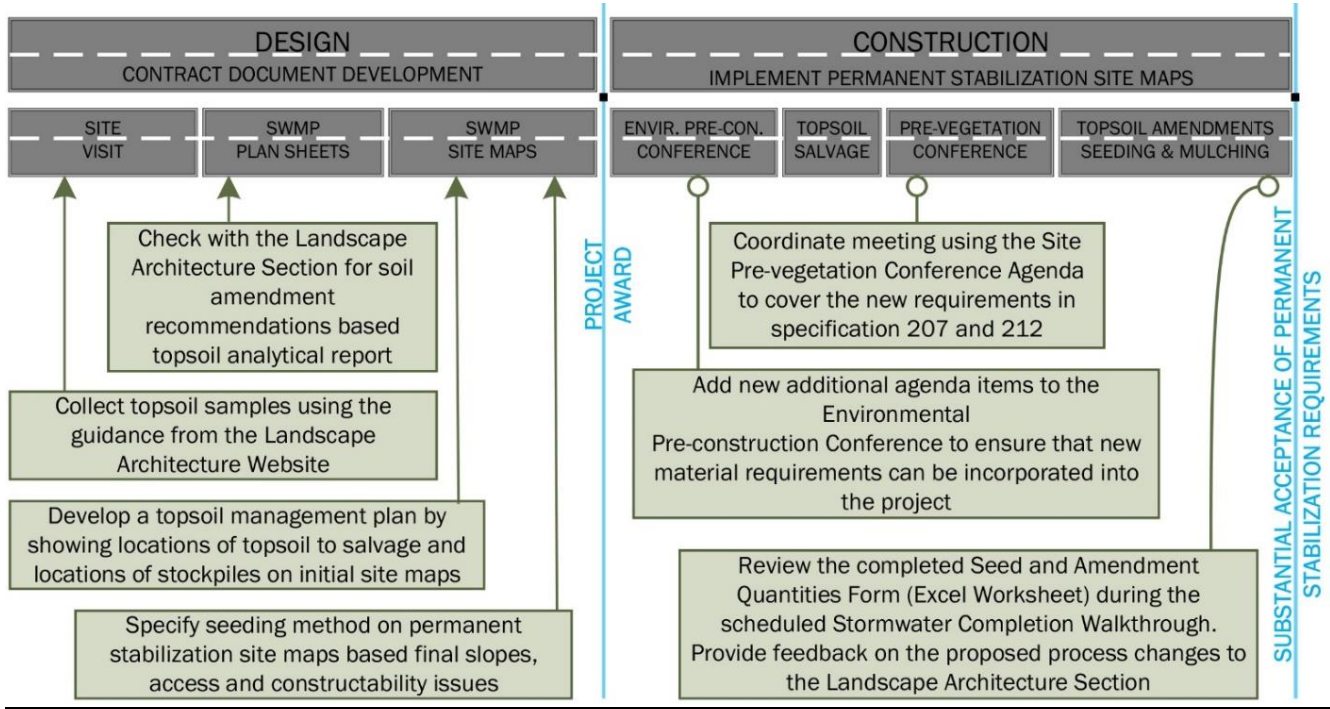 DESIGN
CONTRACT DOCUMENT DEVELOPMENT
CONSTRUCTION
IMPLEMENT PERMANENT STABILIZATION SITE MAPS
SITE
VISIT
SWMP
PLAN SHEETS
SWMP
SITE MAPS
ENVIR. PRE-CON.
CONFERENCE
TOPSOIL
SALVAGE
PRE-VEGETATION
CONFERENCE
TOPSOIL AMENDMENTS
SEEDING & MULCHING
Check with the Landscape
Architecture Section for soil
amendment
recommendations based
topsoil analytical report
Collect topsoil samples using the
guidance from the Landscape
Architecture Website
Develop a topsoil management plan by
showing locations of topsoil to salvage and
locations of stockpiles on initial site maps
Specify seeding method on permanent
stabilization site maps based final slopes,
access and constructability issues
PROJECT
AWARD
Coordinate meeting using the Site
Pre-vegetation Conference Agenda
to cover the new requirements in
specification 207 and 212
Add new additional agenda items to the
Environmental
Pre-construction Conference to ensure that new
material requirements can be incorporated into
the project
Review the completed Seed and Amendment
Quantities Form (Excel Worksheet) during the
scheduled Stormwater Completion Walkthrough.
Provide feedback on the proposed process changes to
the Landscape Architecture Section
SUBSTANTIAL ACCEPTANCE OF PERMANENT
STABILIZATION REQUIREMENTS